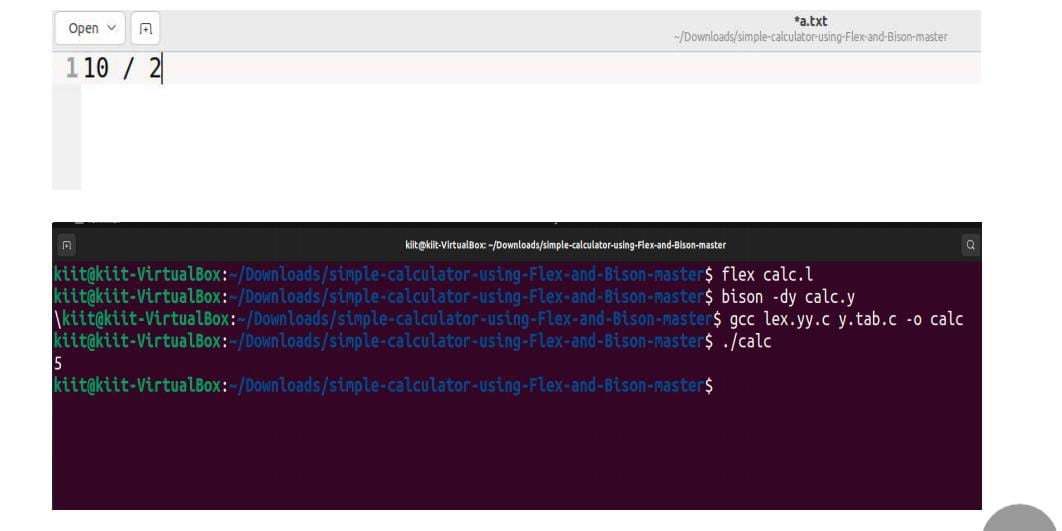 Open
*a.txt
~/Downloads/simple-calculator-using-Flex-and-Bison-master
1 10 / 2
kiit@kiit-VirtualBox: ~/Downloads/simple-calculator-using-Flex-and-Bison-master
kiit@kiit-VirtualBox:~/Downloads/simple-calculator-using-Flex-and-Bison-master$ flex calc.l
kiit@kiit-VirtualBox:~/Downloads/simple-calculator-using-Flex-and-Bison-master$ bison -dy calc.y
\kiit@kiit-VirtualBox:~/Downloads/simple-calculator-using-Flex-and-Bison-master$ gcc lex.yy.c y.tab.c -o calc
kiit@kiit-VirtualBox:~/Downloads/simple-calculator-using-Flex-and-Bison-master$ ./calc
5
kiit@kiit-VirtualBox:~/Downloads/simple-calculator-using-Flex-and-Bison-master$